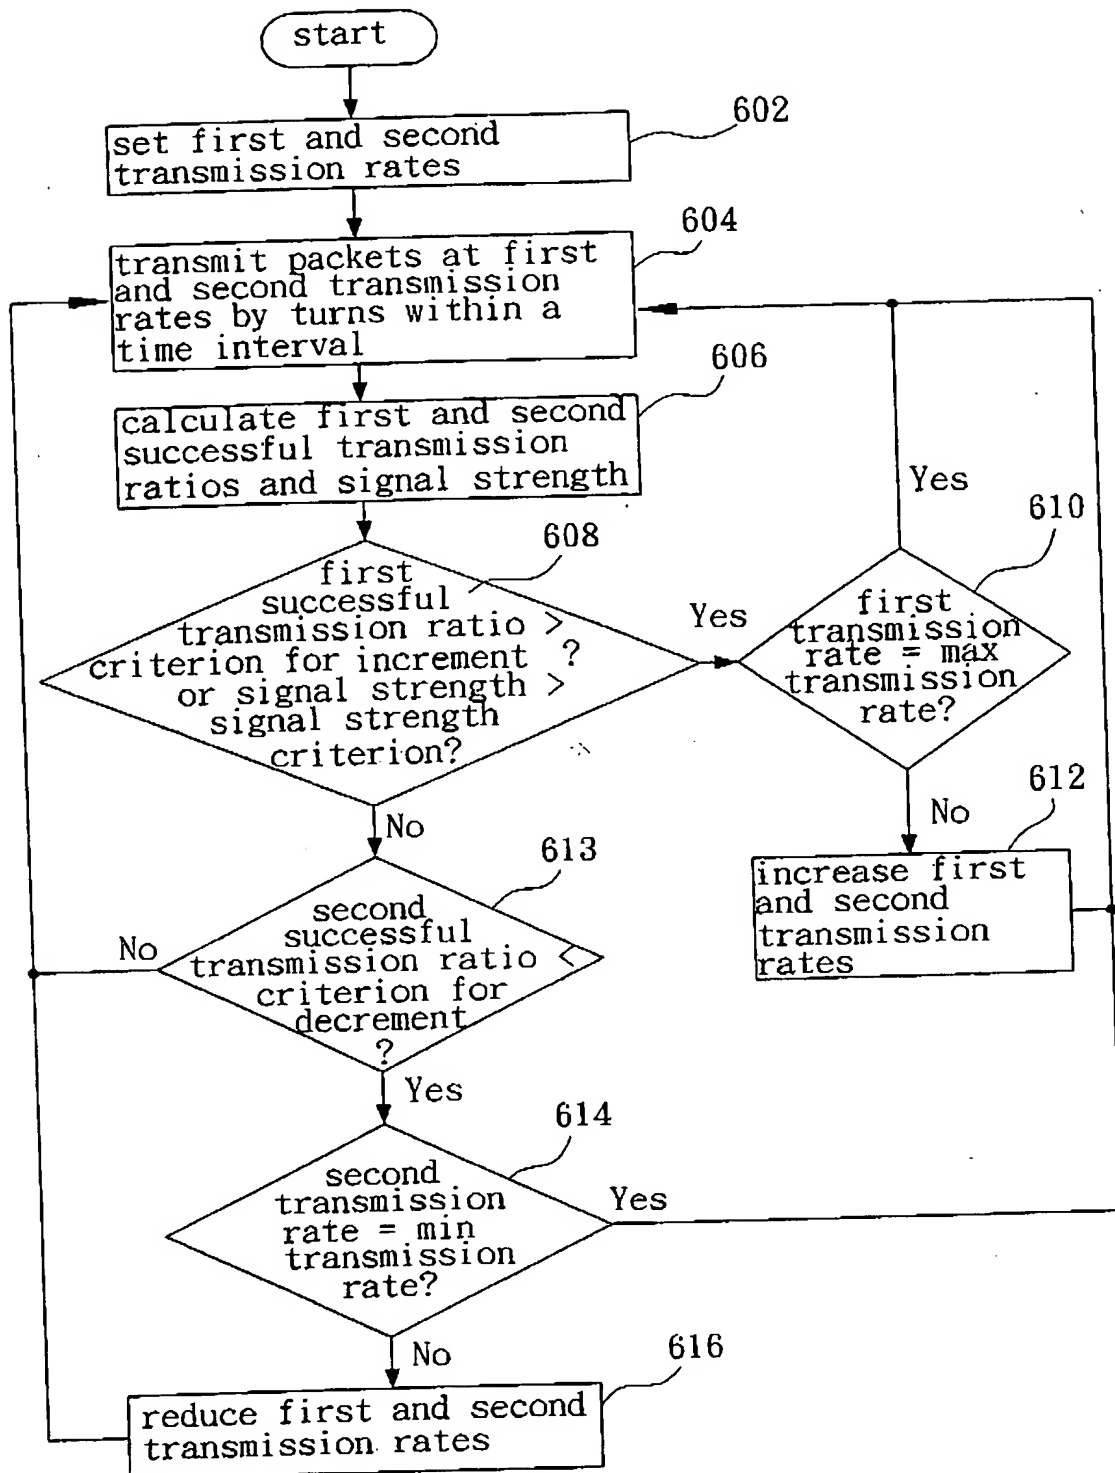 start
602
set first and second
transmission rates
604
transmit packets at first
and second transmission
rates by turns within a
time interval
606
calculate first and second
successful transmission
ratios and signal strength
608
first
successful
transmission ratio >
criterion for increment ?
or signal strength >
signal strength
criterion?
Yes
Yes
610
first
transmission
rate = max
transmission
rate?
No
612
increase first
and second
transmission
rates
No
613
second
successful
transmission ratio <
criterion for
decrement
?
No
Yes
614
second
transmission
rate = min
transmission
rate?
Yes
No
616
reduce first and second
transmission rates